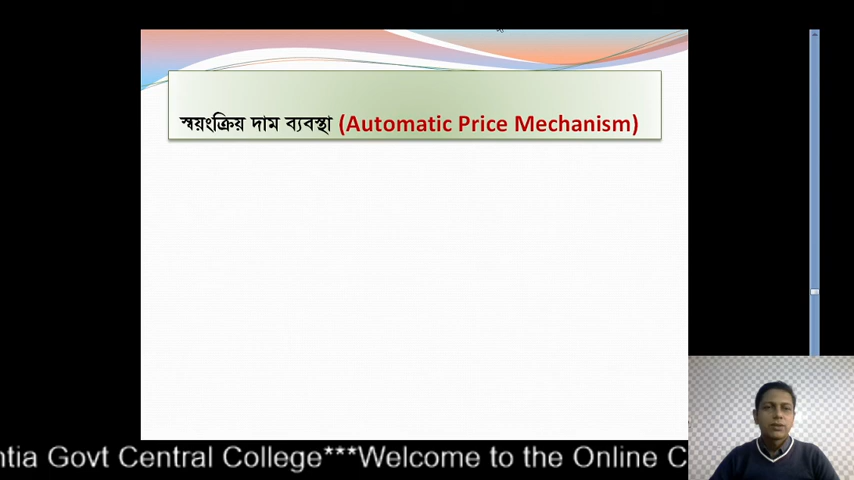 স্বয়ংক্রিয় দাম ব্যবস্থা (Automatic Price Mechanism)
ntia Govt Central College***Welcome to the Online C